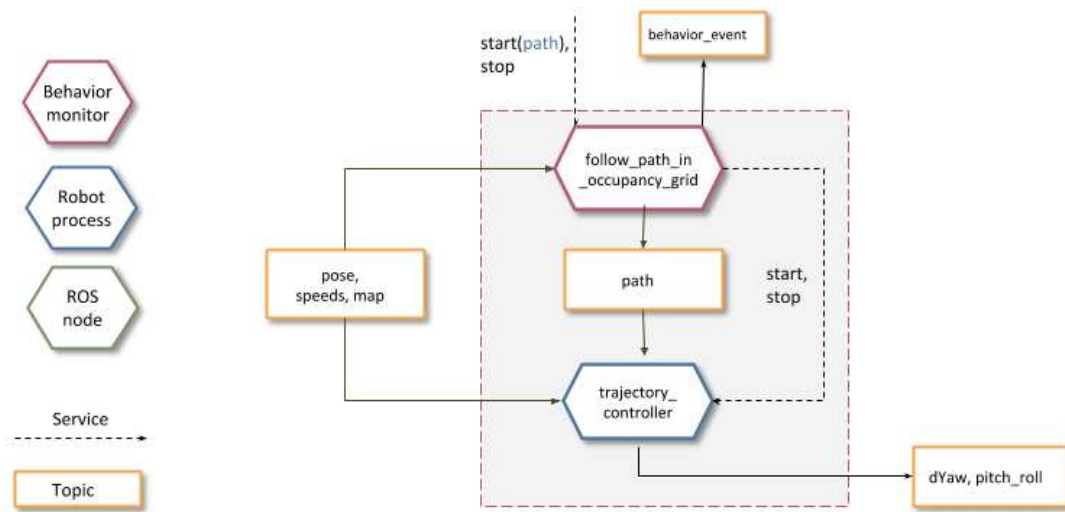 start(path),
stop
behavior_event
Behavior
monitor
follow_path_in
_occupancy_grid
Robot
process
pose,
speeds, map
path
start,
stop
ROS
node
trajectory_
controller
Service
Topic
dYaw, pitch_roll